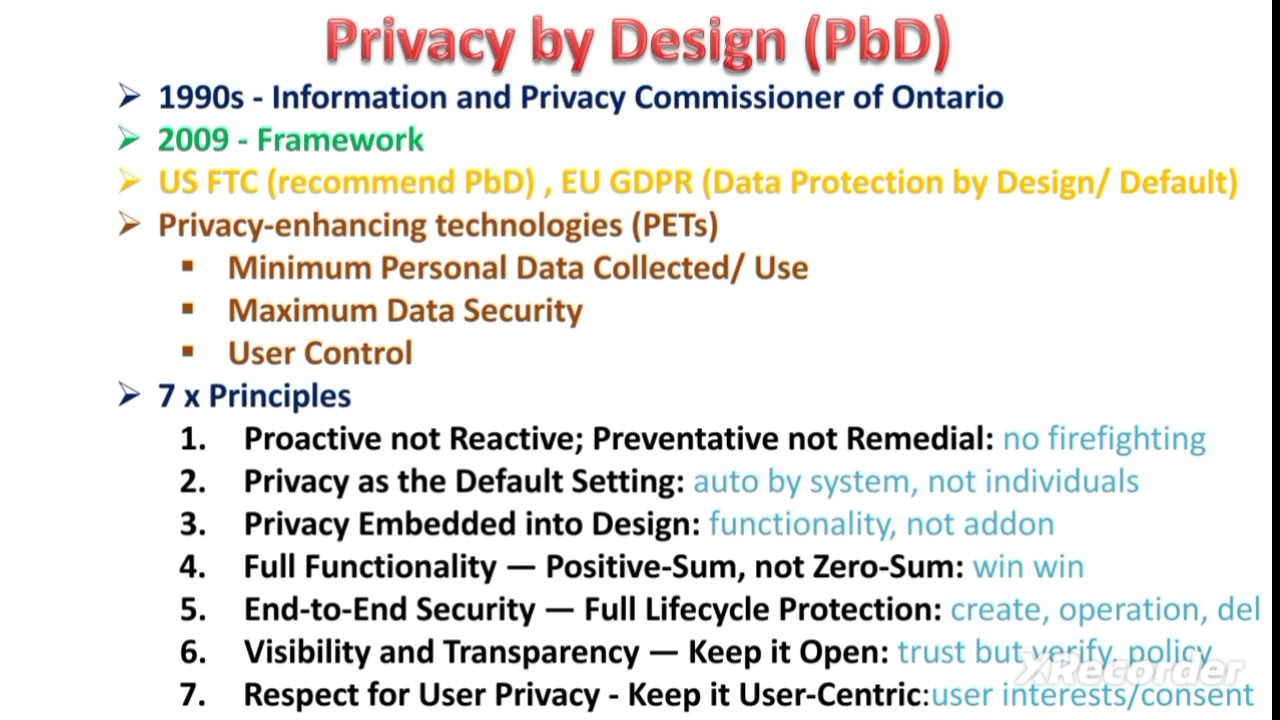 Privacy by Design (PbD)
➢ 1990s - Information and Privacy Commissioner of Ontario
➢ 2009 - Framework
➢ US FTC (recommend PbD) , EU GDPR (Data Protection by Design/ Default)
➢ Privacy-enhancing technologies (PETs)
▪ Minimum Personal Data Collected/ Use
▪ Maximum Data Security
▪ User Control
➢ 7 x Principles
1. Proactive not Reactive; Preventative not Remedial: no firefighting
2. Privacy as the Default Setting: auto by system, not individuals
3. Privacy Embedded into Design: functionality, not addon
4. Full Functionality — Positive-Sum, not Zero-Sum: win win
5. End-to-End Security — Full Lifecycle Protection: create, operation, del
6. Visibility and Transparency — Keep it Open: trust but verify, policy
XRecorder
7. Respect for User Privacy - Keep it User-Centric:user interests/consent